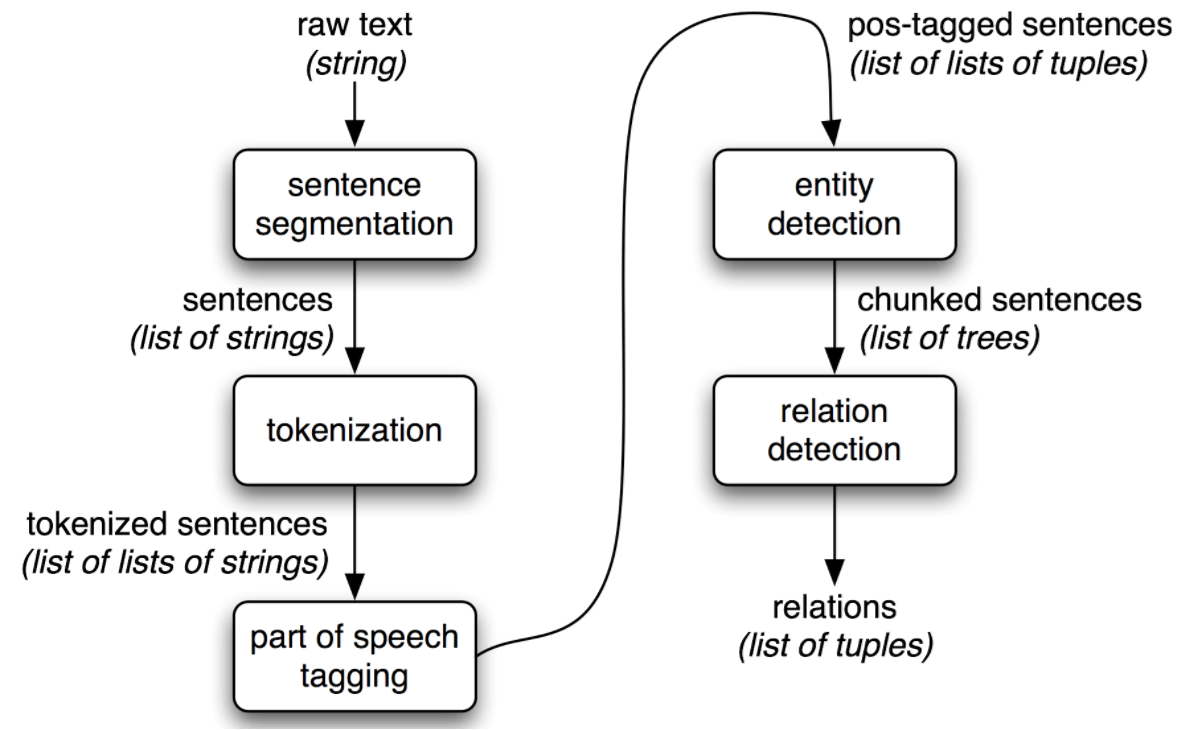 raw text
(string)
sentence
segmentation
sentences
(list of strings)
tokenization
tokenized sentences
(list of lists of strings)
part of speech
tagging
pos-tagged sentences
(list of lists of tuples)
entity
detection
chunked sentences
(list of trees)
relation
detection
relations
(list of tuples)